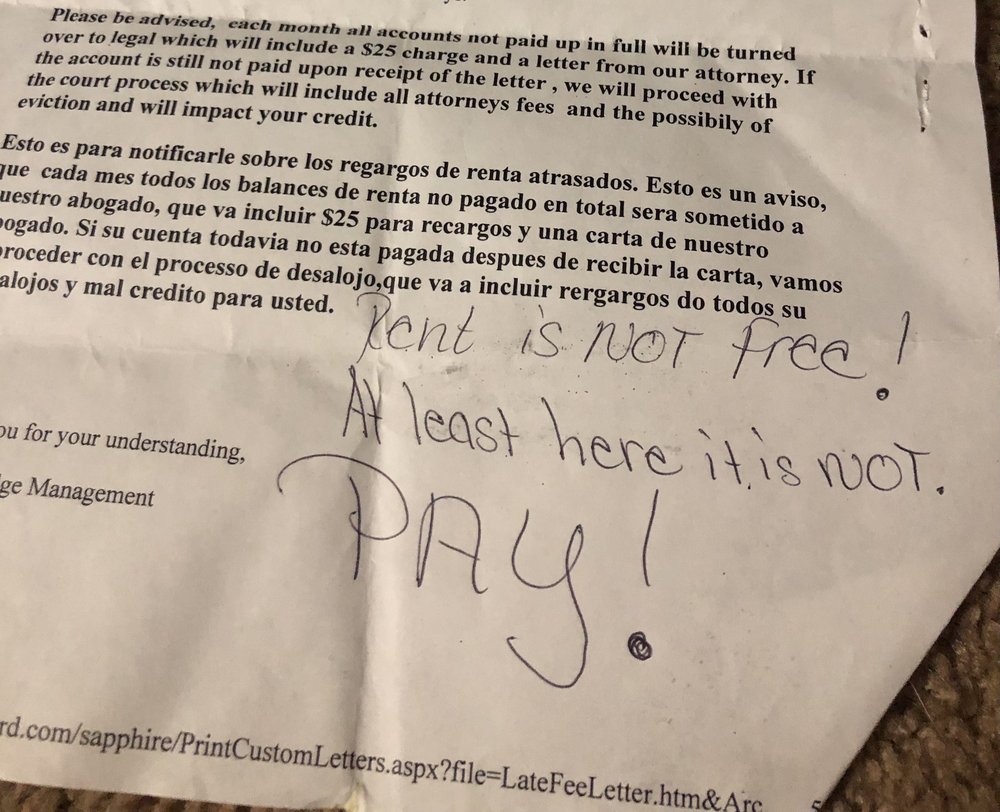 Please be advised, each month all accounts not paid up in full will be turned
over to legal which will include a $25 charge and a letter from our attorney. If
the account is still not paid upon receipt of the letter , we will proceed with
the court process which will include all attorneys fees and the possibily of
eviction and will impact your credit.
Esto es para notificarle sobre los regargos de renta atrasados. Esto es un aviso,
que cada mes todos los balances de renta no pagado en total sera sometido a
uestro abogado, que va incluir $25 para recargos y una carta de nuestro
bogado. Si su cuenta todavia no esta pagada despues de recibir la carta, vamos
proceder con el proceso de desalojo,que va a incluir rergargos do todos su
alojos y mal credito para usted.
Rent is NOT free!
At least here it is NOT.
PAY!
ou for your understanding,
ge Management
rd.com/sapphire/PrintCustomLetters.aspx?file=LateFeeLetter.htm&Arc